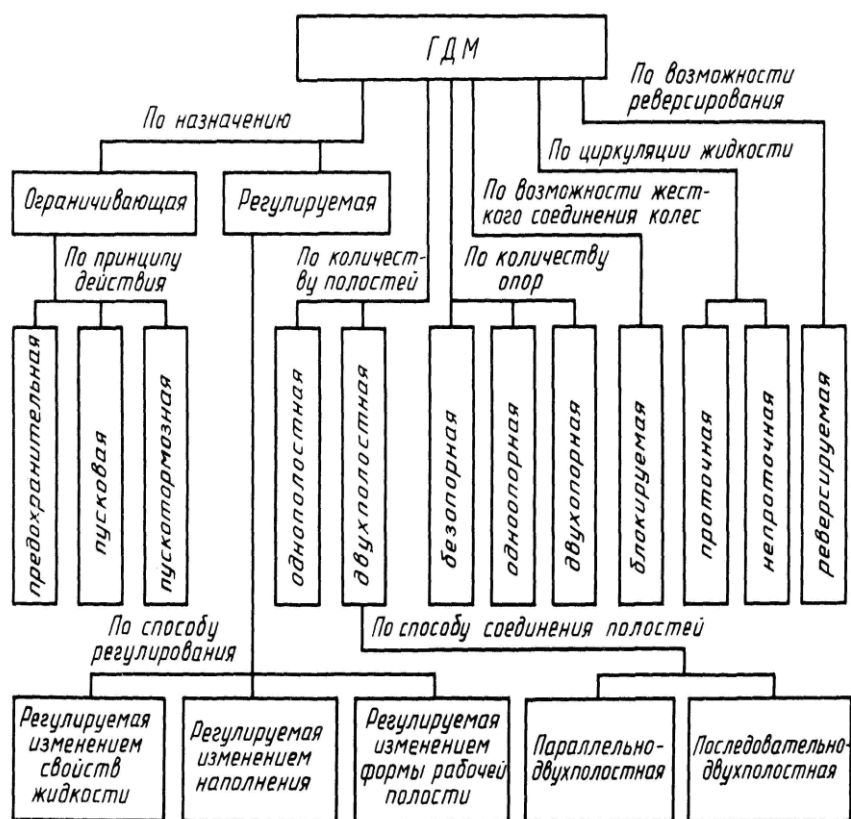 ГДМ
По возможности
реверсирования
По назначению
По циркуляции жидкости
Ограничивающая
Регулируемая
По возможности жест-
кого соединения колес
По принципу
действия
По количест-
ву полостей
По количеству
опор
предохранительная
пусковая
пускотормозная
однополостная
двухполостная
безопорная
одноопорная
двухопорная
блокируемая
проточная
непроточная
реверсируемая
По способу
регулирования
По способу соединения полостей
Регулируемая
изменением
свойств
жидкости
Регулируемая
изменением
наполнения
Регулируемая
изменением
формы рабочей
полости
Параллельно-
двухполостная
Последовательно-
двухполостная